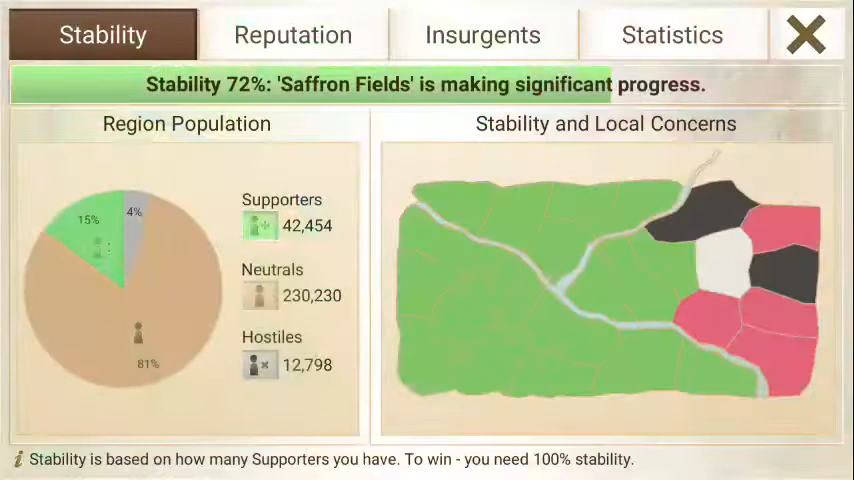 Stability
Reputation
Insurgents
Statistics
Stability 72%: 'Saffron Fields' is making significant progress.
Region Population
Stability and Local Concerns
15%
4%
81%
Supporters
42,454
Neutrals
230,230
Hostiles
12,798
i Stability is based on how many Supporters you have. To win - you need 100% stability.